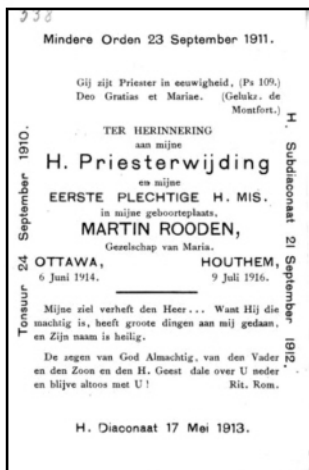 338
Mindere Orden 23 September 1911.
Gij zijt Priester in eeuwigheid, (Ps 109.)
Deo Gratias et Mariae. (Gelukz. de
Montfort.)
TER HERINNERING
aan mijne
H. Priesterwijding
en mijne
EERSTE PLECHTIGE H. MIS.
in mijne geboorteplaats,
MARTIN ROODEN,
Gezelschap van Maria.
OTTAWA, HOUTHEM,
6 Juni 1914. 9 Juli 1916.
Mijne ziel verheft den Heer... Want Hij die
machtig is, heeft groote dingen aan mij gedaan,
en Zijn naam is heilig.
De zegen van God Almachtig, van den Vader
en den Zoon en den H. Geest dale over U neder
en blijve altoos met U ! Rit. Rom.
Tonsuur 24 September 1910.
H. Subdiaconaat 21 September 1912.
H. Diaconaat 17 Mei 1913.